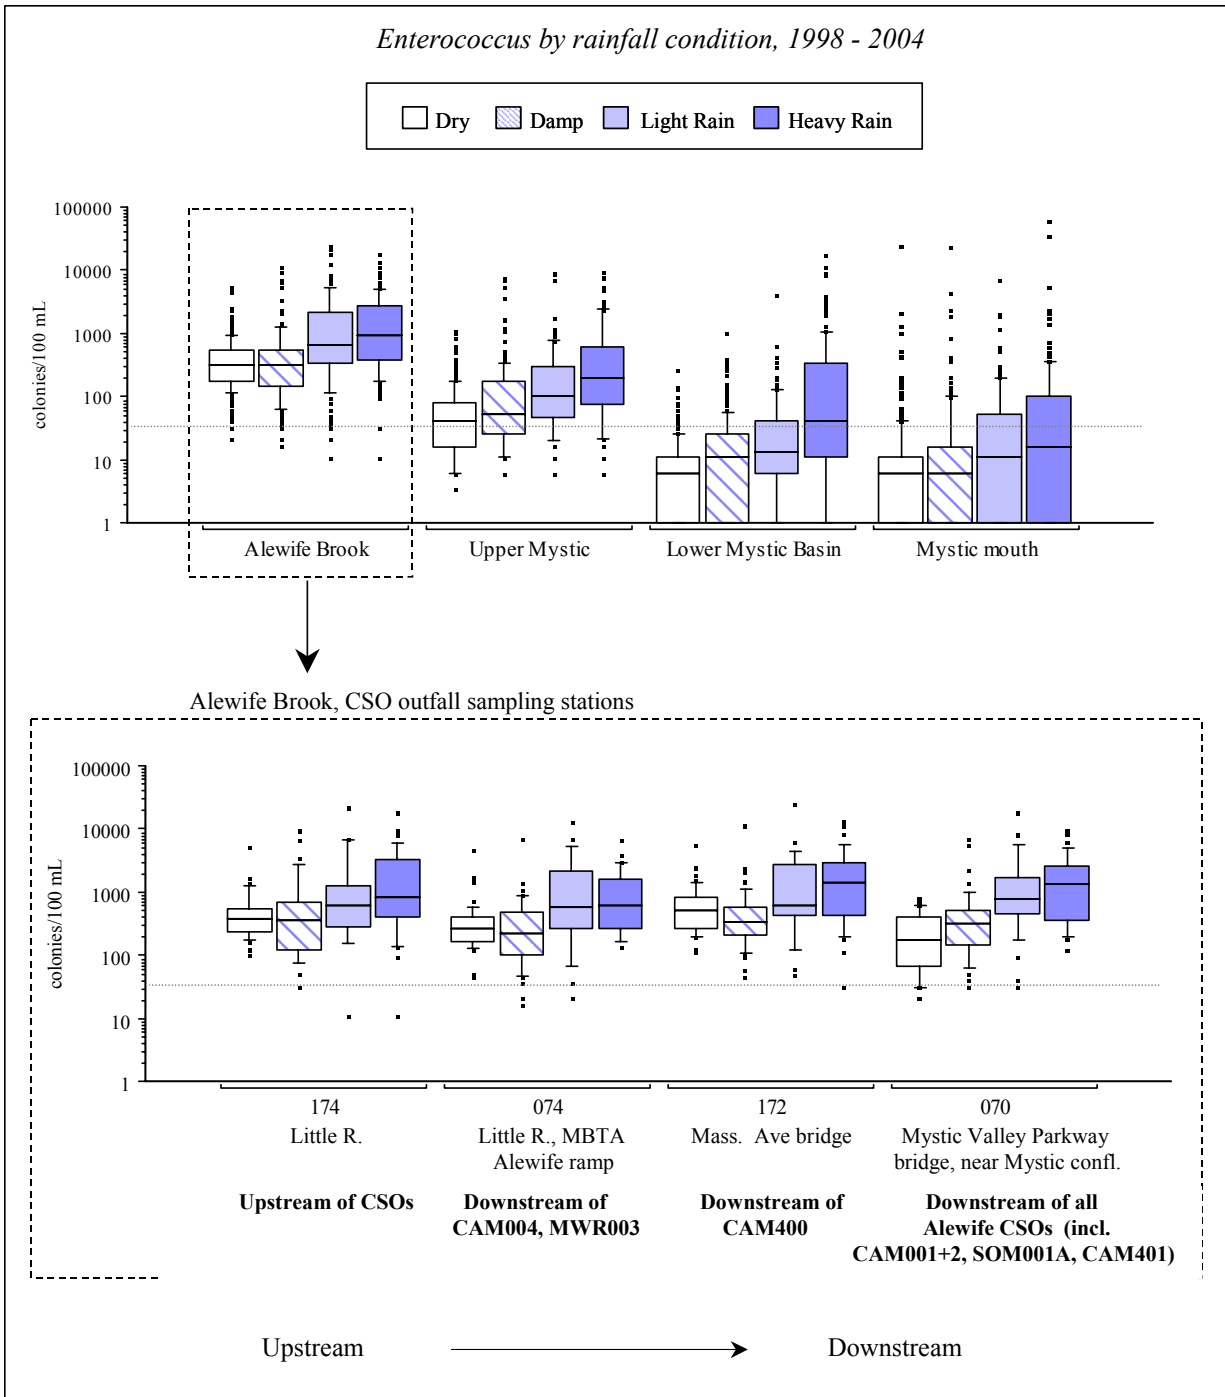 Enterococcus by rainfall condition, 1998 - 2004
Dry Damp Light Rain Heavy Rain
colonies/100 mL
100000
10000
1000
100
10
1
Alewife Brook Upper Mystic Lower Mystic Basin Mystic mouth
Alewife Brook, CSO outfall sampling stations
colonies/100 mL
100000
10000
1000
100
10
1
174 074 172 070
Little R. Little R., MBTA Mass. Ave bridge Mystic Valley Parkway
Alewife ramp bridge, near Mystic confl.
Upstream of CSOs Downstream of Downstream of Downstream of all
CAM004, MWR003 CAM400 Alewife CSOs (incl.
CAM001+2, SOM001A, CAM401)
Upstream Downstream